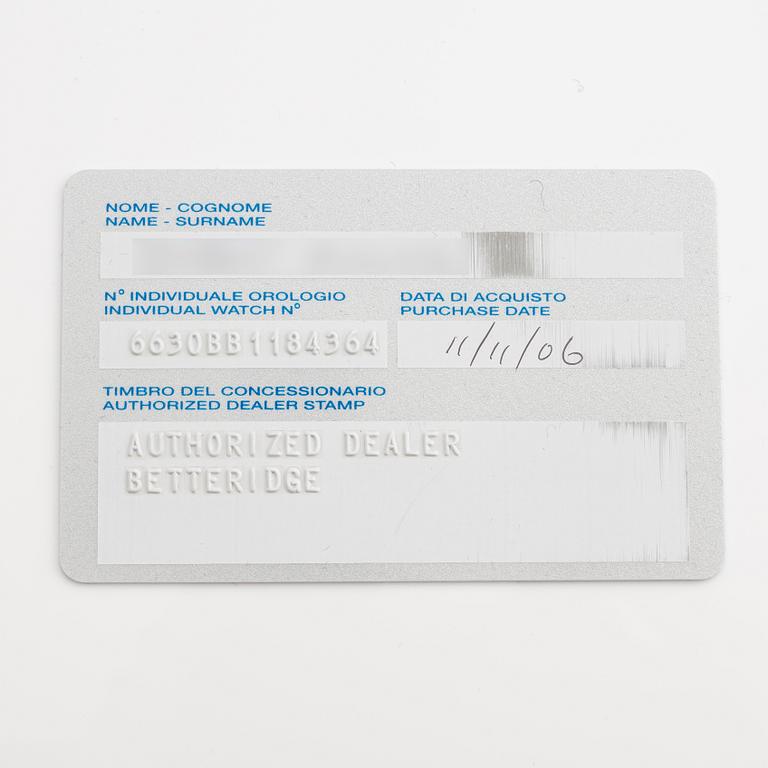 NOME - COGNOME
NAME - SURNAME
N° INDIVIDUALE OROLOGIO
INDIVIDUAL WATCH N°
DATA DI ACQUISTO
PURCHASE DATE
6630BB1184364
11/11/06
TIMBRO DEL CONCESSIONARIO
AUTHORIZED DEALER STAMP
AUTHORIZED DEALER
BETTERIDGE